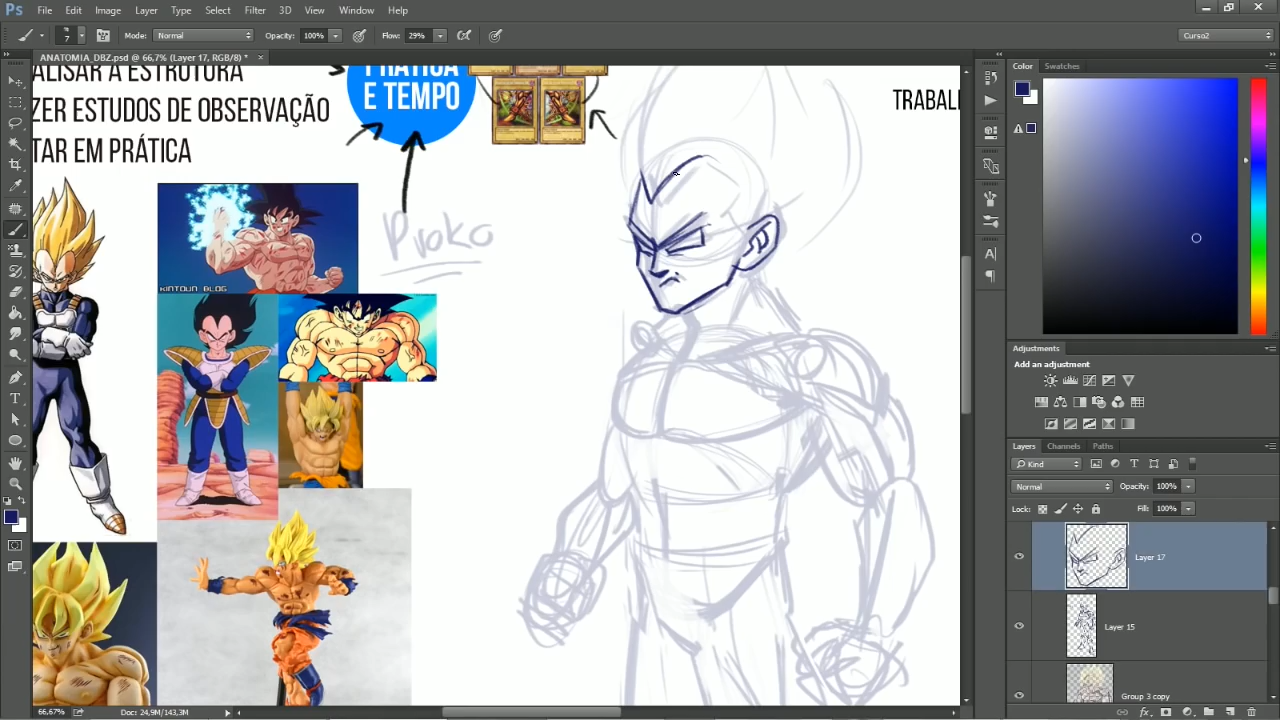 Ps File Edit Image Layer Type Select Filter 3D View Window Help
7 Mode: Normal Opacity: 100% Flow: 29% Curso2
ANATOMIA_DBZ.psd @ 66,7% (Layer 17, RGB/8) * ×
ALISAR A ESTRUTURA
ZER ESTUDOS DE OBSERVAÇÃO
TAR EM PRÁTICA
PRÁTICA
E TEMPO
TRABAL
Proko
KINTOUN BLOG
Color Swatches
Adjustments
Add an adjustment
Layers Channels Paths
Kind
Normal Opacity: 100%
Lock: Fill: 100%
Layer 17
Layer 15
Group 3 copy
66,67% Doc: 24,9M/143,3M